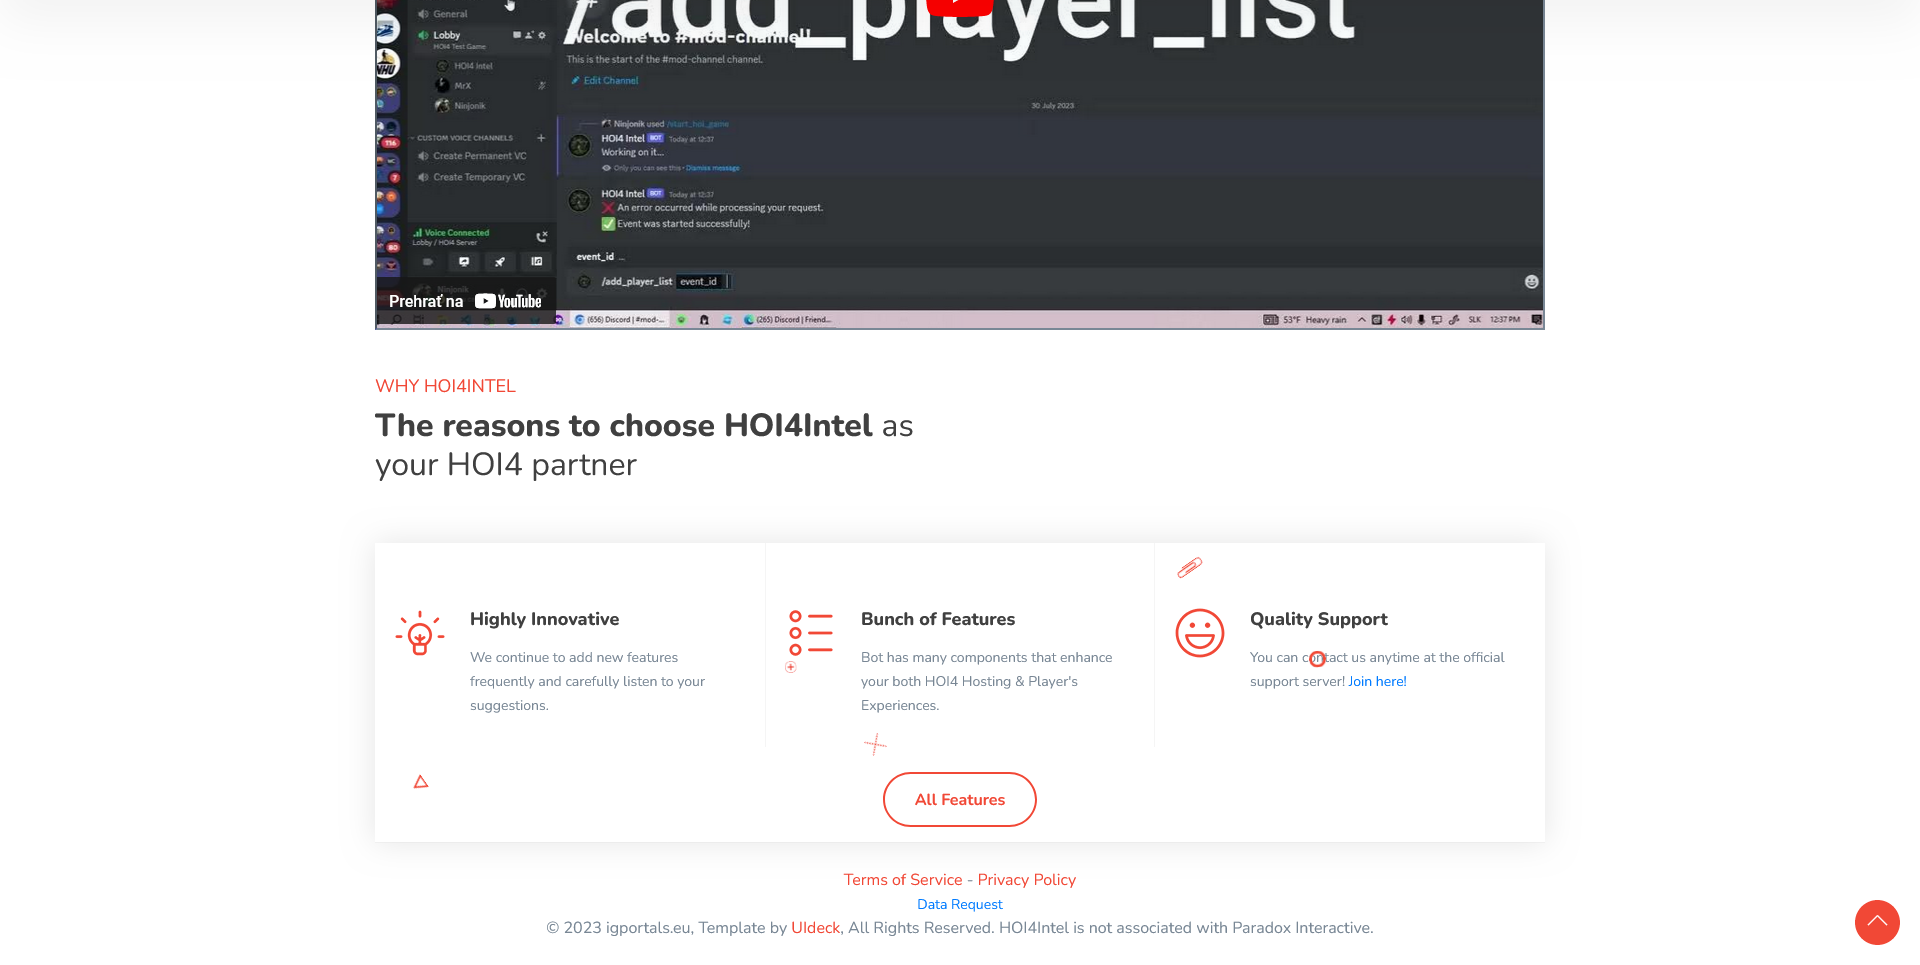 /add_player_list
General
Lobby
HOI4 Test Game
HOI4 Intel
MrX
Ninjonik
CUSTOM VOICE CHANNELS
Create Permanent VC
Create Temporary VC
Voice Connected
Lobby / HOI4 Server
Ninjonik
Welcome to #mod-channel!
This is the start of the #mod-channel channel.
Edit Channel
30 July 2023
Ninjonik used /start_hoi_game
HOI4 Intel BOT Today at 12:37
Working on it...
Only you can see this • Dismiss message
HOI4 Intel BOT Today at 12:37
An error occurred while processing your request.
Event was started successfully!
event_id ...
/add_player_list event_id
Prehrať na YouTube
(656) Discord | #mod-... (265) Discord | Friend... 53°F Heavy rain SLK 12:37 PM
WHY HOI4INTEL
The reasons to choose HOI4Intel as
your HOI4 partner
Highly Innovative
We continue to add new features
frequently and carefully listen to your
suggestions.
Bunch of Features
Bot has many components that enhance
your both HOI4 Hosting & Player's
Experiences.
Quality Support
You can contact us anytime at the official
support server! Join here!
All Features
Terms of Service - Privacy Policy
Data Request
© 2023 igportals.eu, Template by UIdeck, All Rights Reserved. HOI4Intel is not associated with Paradox Interactive.